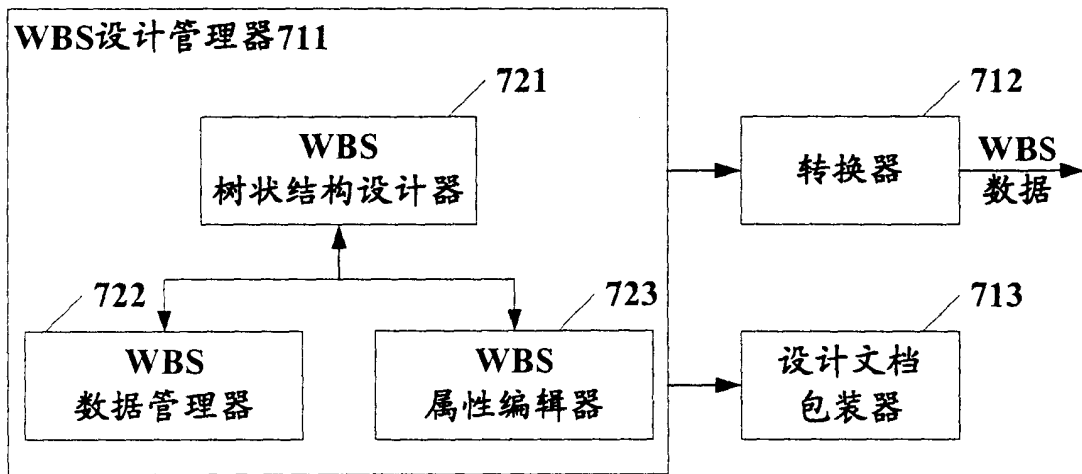 WBS设计管理器711
721
WBS
树状结构设计器
722
WBS
数据管理器
723
WBS
属性编辑器
712
转换器
WBS
数据
713
设计文档
包装器